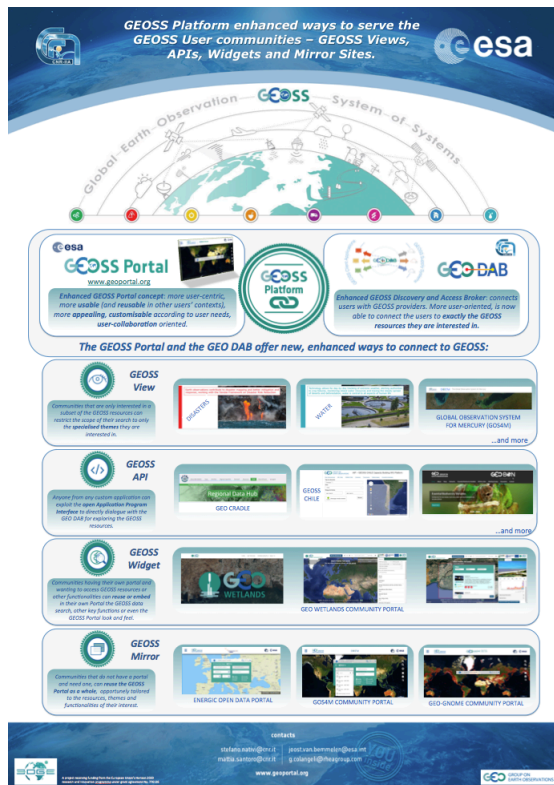 GEOSS Platform enhanced ways to serve the
GEOSS User communities – GEOSS Views,
APIs, Widgets and Mirror Sites.
esa
Global Earth Observation
GEOSS
System of Systems
esa
GEOSS Portal
www.geoportal.org
Enhanced GEOSS Portal concept: more user-centric,
more usable (and reusable in other users' contexts),
more appealing, customisable according to user needs,
user-collaboration oriented.
GEOSS
Platform
GEO DAB
Enhanced GEOSS Discovery and Access Broker: connects
users with GEOSS providers. More user-oriented, is now
able to connect the users to exactly the GEOSS
resources they are interested in.
The GEOSS Portal and the GEO DAB offer new, enhanced ways to connect to GEOSS:
GEOSS
View
Communities that are only interested in a
subset of the GEOSS resources can
restrict the scope of their search to only
the specialised themes they are
interested in.
DISASTERS
WATER
GLOBAL OBSERVATION SYSTEM
FOR MERCURY (GOS4M)
...and more
GEOSS
API
Anyone from any custom application can
exploit the open Application Program
Interface to directly dialogue with the
GEO DAB for exploring the GEOSS
resources.
Regional Data Hub
GEO CRADLE
GEOSS
CHILE
...and more
GEOSS
Widget
Communities having their own portal and
wanting to access GEOSS resources or
other functionalities can reuse or embed
in their own Portal the GEOSS data
search, other key functions or even the
GEOSS Portal look and feel.
GEO
WETLANDS
GEO WETLANDS COMMUNITY PORTAL
GEOSS
Mirror
Communities that do not have a portal
and need one, can reuse the GEOSS
Portal as a whole, opportunely tailored
to the resources, themes and
functionalities of their interest.
ENERGIC OPEN DATA PORTAL
GOS4M COMMUNITY PORTAL
GEO-GNOME COMMUNITY PORTAL
contacts
stefano.nativi@cnr.it
joost.van.bemmelen@esa.int
mattia.santoro@cnr.it
g.colangeli@rheagroup.com
www.geoportal.org
EDGE
GEO GROUP ON
EARTH OBSERVATIONS